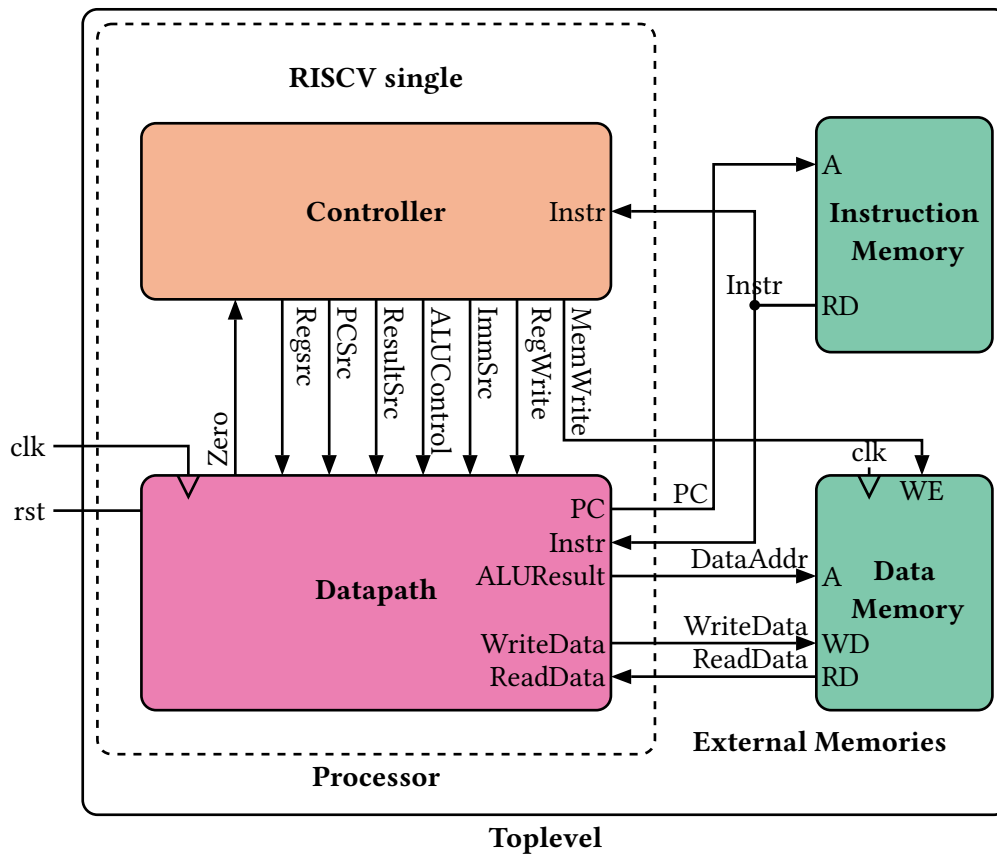 RISCV single
Controller
Instr
A
Instruction
Memory
RD
Instr
Zero
Regsrc
PCSrc
ResultSrc
ALUControl
ImmSrc
RegWrite
MemWrite
clk
rst
PC
Instr
ALUResult
WriteData
ReadData
Datapath
PC
DataAddr
WriteData
ReadData
clk
WE
A
Data
Memory
WD
RD
External Memories
Processor
Toplevel